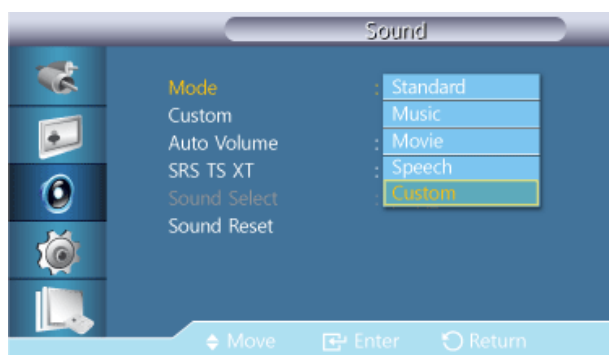 Sound
Mode : Standard
Custom Music
Auto Volume : Movie
SRS TS XT : Speech
Sound Select : Custom
Sound Reset
Move Enter Return